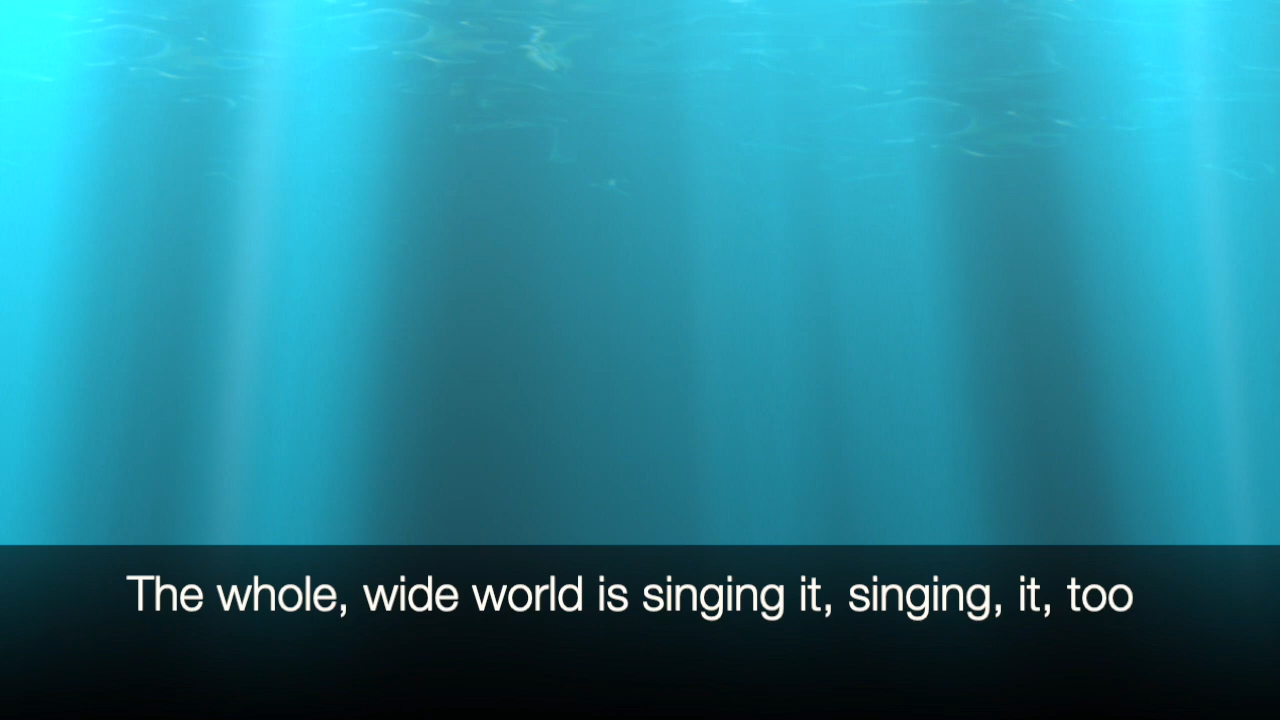 The whole, wide world is singing it, singing, it, too